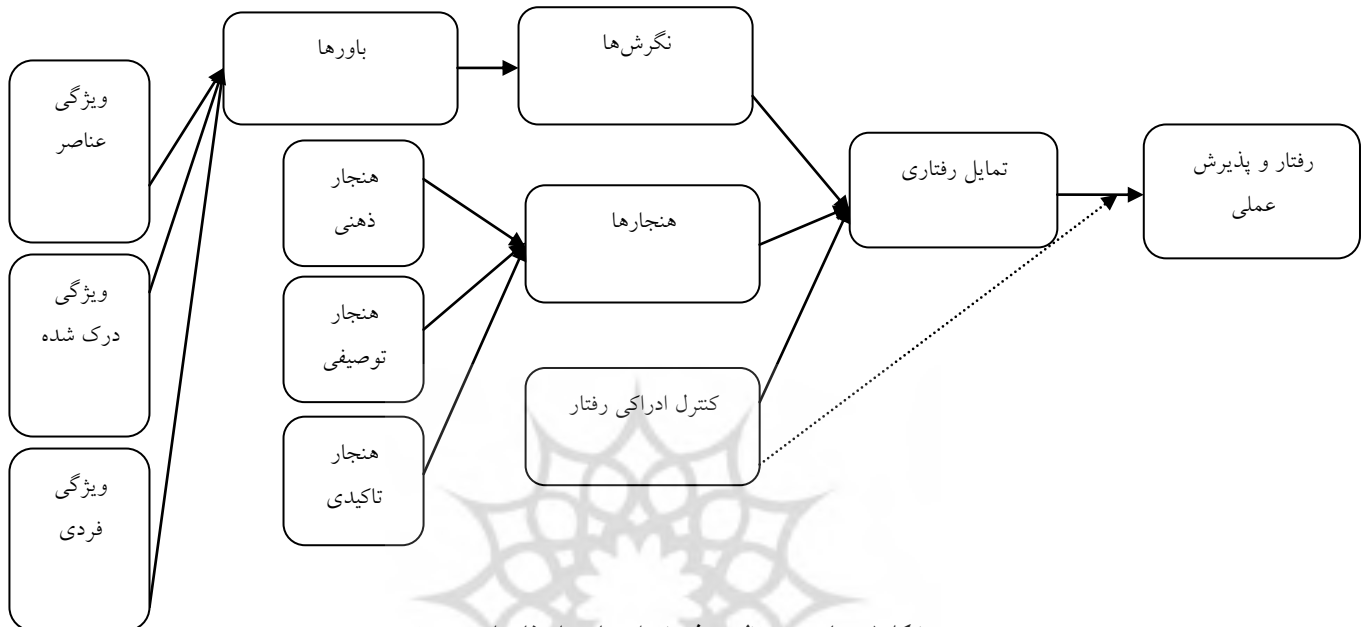 باورها
نگرش‌ها
ویژگی
عناصر
رفتار و پذیرش
عملی
تمایل رفتاری
هنجار
ذهنی
هنجارها
ویژگی
درک شده
هنجار
توصیفی
کنترل ادراکی رفتار
هنجار
تاکیدی
ویژگی
فردی